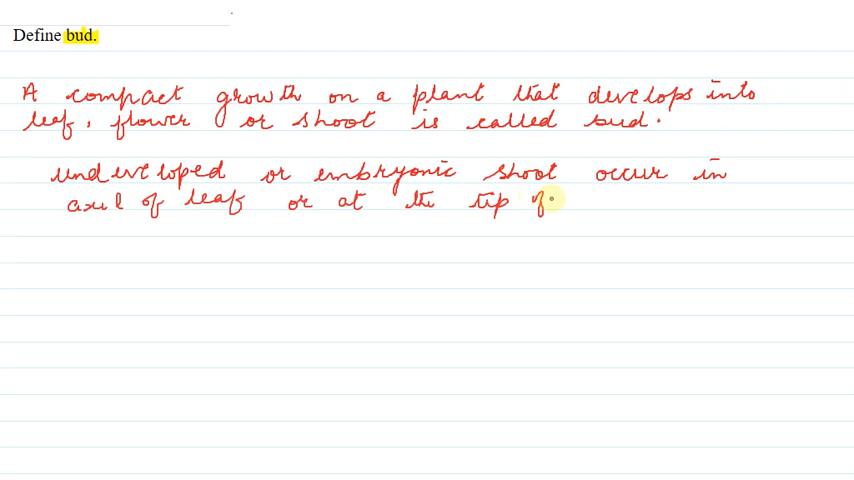 Define bud.
A compact growth on a plant that develops into
leaf, flower or shoot is called bud.
undeveloped or embryonic shoot occur in
axil of leaf or at the tip of